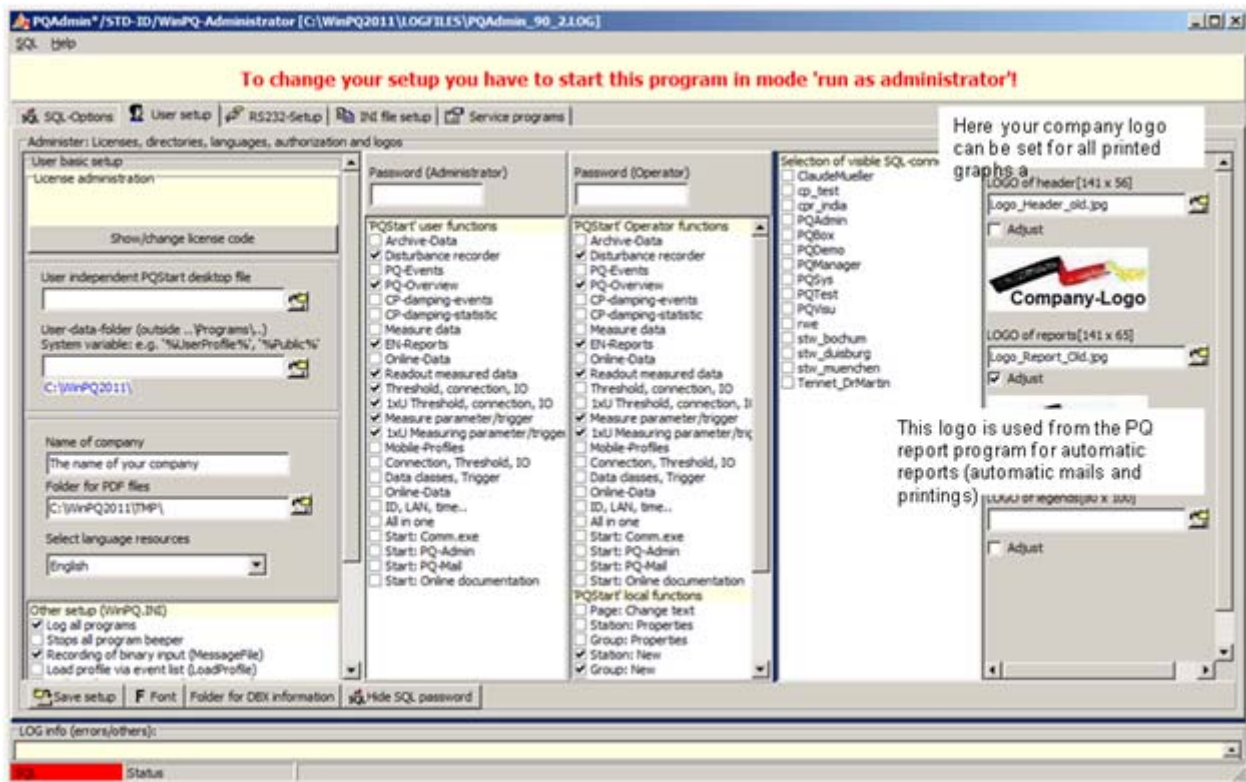 PQAdmin*/STD-ID/WinPQ-Administrator [C:\WinPQ2011\LOGFILES\PQAdmin_90_2.LOG]
SQL Help
To change your setup you have to start this program in mode 'run as administrator'!
SQL-Options User setup RS232-Setup INI file setup Service programs
Administer: Licenses, directories, languages, authorization and logos
User basic setup
License administration
Show/change license code
User independent PQStart desktop file
User-data-folder (outside ..\Programs\..)
System variable: e.g. '%UserProfile%', '%Public%'
C:\WinPQ2011\
Name of company
The name of your company
Folder for PDF files
C:\WinPQ2011\TMP\
Select language resources
English
Other setup (WinPQ.INI)
Log all programs
Stops all program beeper
Recording of binary input (MessageFile)
Load profile via event list (LoadProfile)
Password (Administrator)
'PQStart' user functions
Archive-Data
Disturbance recorder
PQ-Events
PQ-Overview
CP-damping-events
CP-damping-statistic
Measure data
EN-Reports
Online-Data
Readout measured data
Threshold, connection, IO
1xU Threshold, connection, IO
Measure parameter/trigger
1xU Measuring parameter/trigger
Mobile-Profiles
Connection, Threshold, IO
Data classes, Trigger
Online-Data
ID, LAN, time..
All in one
Start: Comm.exe
Start: PQ-Admin
Start: PQ-Mail
Start: Online documentation
Password (Operator)
'PQStart' Operator functions
Archive-Data
Disturbance recorder
PQ-Events
PQ-Overview
CP-damping-events
CP-damping-statistic
Measure data
EN-Reports
Online-Data
Readout measured data
Threshold, connection, IO
1xU Threshold, connection, I
Measure parameter/trigger
1xU Measuring parameter/trig
Mobile-Profiles
Connection, Threshold, IO
Data classes, Trigger
Online-Data
ID, LAN, time..
All in one
Start: Comm.exe
Start: PQ-Admin
Start: PQ-Mail
Start: Online documentation
'PQStart' local functions
Page: Change text
Station: Properties
Group: Properties
Station: New
Group: New
Selection of visible SQL-conne
ClaudeMueller
cp_test
cpr_india
PQAdmin
PQBox
PQDemo
PQManager
PQSys
PQTest
PQVisu
rwe
stw_bochum
stw_duisburg
stw_muenchen
Tennet_DrMartin
Here your company logo
can be set for all printed
graphs a
LOGO of header[141 x 56]
Logo_Header_old.jpg
Adjust
Company-Logo
LOGO of reports[141 x 65]
Logo_Report_Old.jpg
Adjust
This logo is used from the PQ
report program for automatic
reports (automatic mails and
printings)
LOGO of legends[80 x 100]
Adjust
Save setup F Font Folder for DBX information Hide SQL password
LOG info (errors/others):
SQL Status